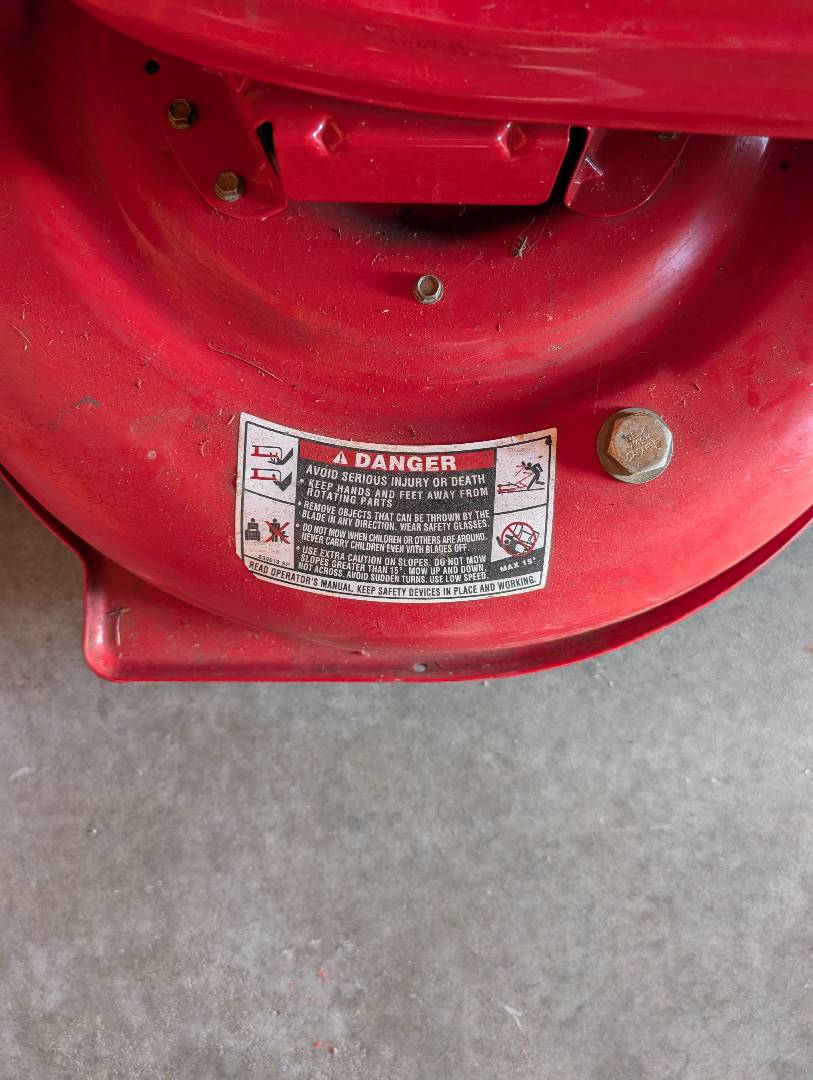 DANGER
AVOID SERIOUS INJURY OR DEATH
• KEEP HANDS AND FEET AWAY FROM
ROTATING PARTS
• REMOVE OBJECTS THAT CAN BE THROWN BY THE
BLADE IN ANY DIRECTION. WEAR SAFETY GLASSES.
• DO NOT MOW WHEN CHILDREN OR OTHERS ARE AROUND.
NEVER CARRY CHILDREN EVEN WITH BLADES OFF.
• USE EXTRA CAUTION ON SLOPES. DO NOT MOW
SLOPES GREATER THAN 15°. MOW UP AND DOWN,
NOT ACROSS. AVOID SUDDEN TURNS. USE LOW SPEED.
MAX 15°
READ OPERATOR'S MANUAL. KEEP SAFETY DEVICES IN PLACE AND WORKING.